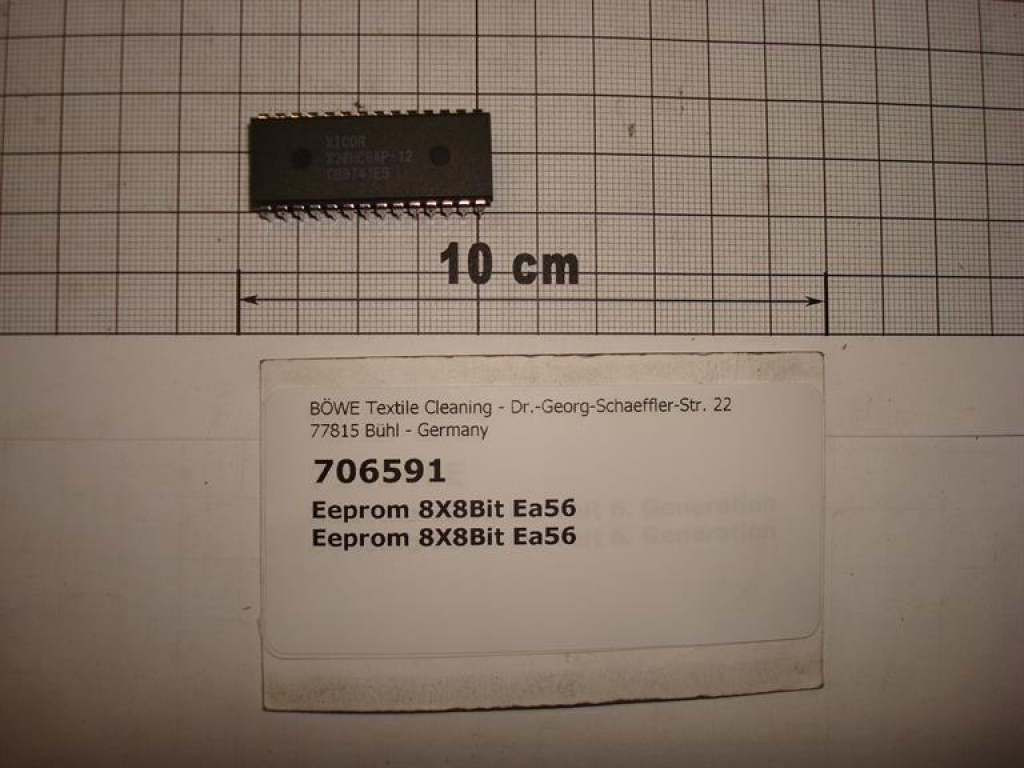 XICOR
10 cm
BÖWE Textile Cleaning - Dr.-Georg-Schaeffler-Str. 22
77815 Bühl - Germany
706591
Eeprom 8X8Bit Ea56
Eeprom 8X8Bit Ea56